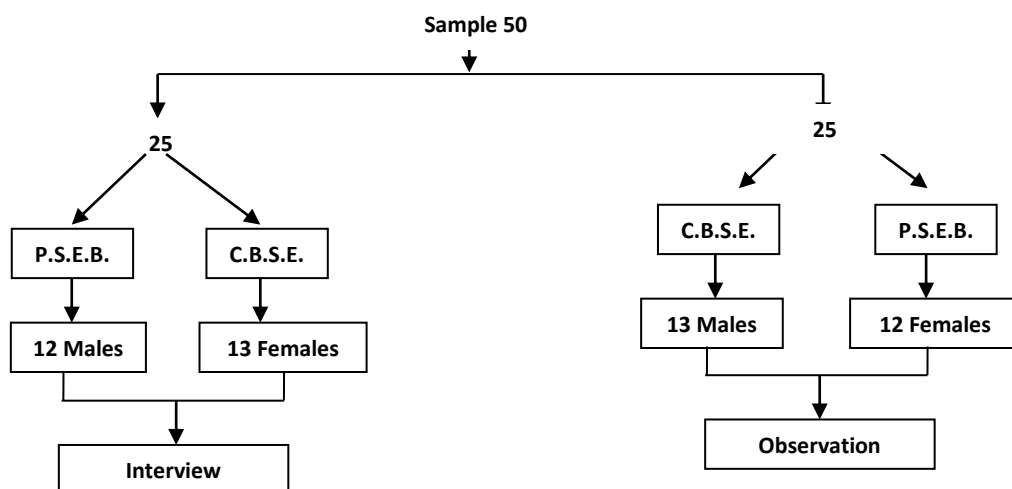 Sample 50
25
25
P.S.E.B.
C.B.S.E.
C.B.S.E.
P.S.E.B.
12 Males
13 Females
13 Males
12 Females
Interview
Observation